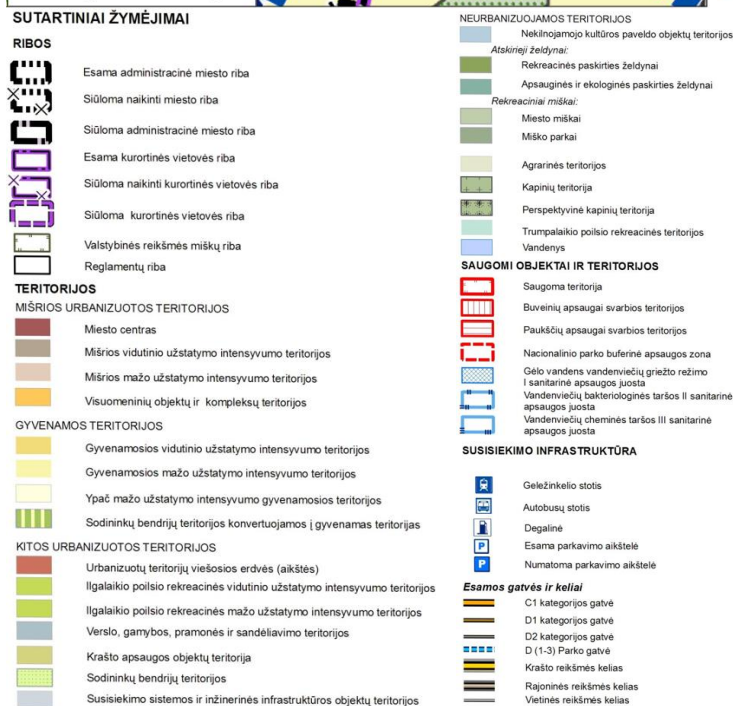 SUTARTINIAI ŽYMĖJIMAI
RIBOS
Esama administracinė miesto riba
Siūloma naikinti miesto riba
Siūloma administracinė miesto riba
Esama kurortinės vietovės riba
Siūloma naikinti kurortinės vietovės riba
Siūloma kurortinės vietovės riba
Valstybinės reikšmės miškų riba
Reglamentų riba
TERITORIJOS
MIŠRIOS URBANIZUOTOS TERITORIJOS
Miesto centras
Mišrios vidutinio užstatymo intensyvumo teritorijos
Mišrios mažo užstatymo intensyvumo teritorijos
Visuomeninių objektų ir kompleksų teritorijos
GYVENAMOS TERITORIJOS
Gyvenamosios vidutinio užstatymo intensyvumo teritorijos
Gyvenamosios mažo užstatymo intensyvumo teritorijos
Ypač mažo užstatymo intensyvumo gyvenamosios teritorijos
Sodininkų bendrijų teritorijos konvertuojamos į gyvenamas teritorijas
KITOS URBANIZUOTOS TERITORIJOS
Urbanizuotų teritorijų viešosios erdvės (aikštės)
Ilgalaikio poilsio rekreacinės vidutinio užstatymo intensyvumo teritorijos
Ilgalaikio poilsio rekreacinės mažo užstatymo intensyvumo teritorijos
Verslo, gamybos, pramonės ir sandėliavimo teritorijos
Krašto apsaugos objektų teritorija
Sodininkų bendrijų teritorijos
Susisiekimo sistemos ir inžinerinės infrastruktūros objektų teritorijos
NEURBANIZUOJAMOS TERITORIJOS
Nekilnojamojo kultūros paveldo objektų teritorijos
Atskirieji želdynai:
Rekreacinės paskirties želdynai
Apsauginės ir ekologinės paskirties želdynai
Rekreaciniai miškai:
Miesto miškai
Miško parkai
Agrarinės teritorijos
Kapinių teritorija
Perspektyvinė kapinių teritorija
Trumpalaikio poilsio rekreacinės teritorijos
Vandenys
SAUGOMI OBJEKTAI IR TERITORIJOS
Saugoma teritorija
Buveinių apsaugai svarbios teritorijos
Paukščių apsaugai svarbios teritorijos
Nacionalinio parko buferinė apsaugos zona
Gėlo vandens vandenviečių griežto režimo
I sanitarinė apsaugos juosta
Vandenviečių bakteriologinės taršos II sanitarinė
apsaugos juosta
Vandenviečių cheminės taršos III sanitarinė
apsaugos juosta
SUSISIEKIMO INFRASTRUKTŪRA
Geležinkelio stotis
Autobusų stotis
Degalinė
P Esama parkavimo aikštelė
P Numatoma parkavimo aikštelė
Esamos gatvės ir keliai
C1 kategorijos gatvė
D1 kategorijos gatvė
D2 kategorijos gatvė
D (1-3) Parko gatvė
Krašto reikšmės kelias
Rajoninės reikšmės kelias
Vietinės reikšmės kelias